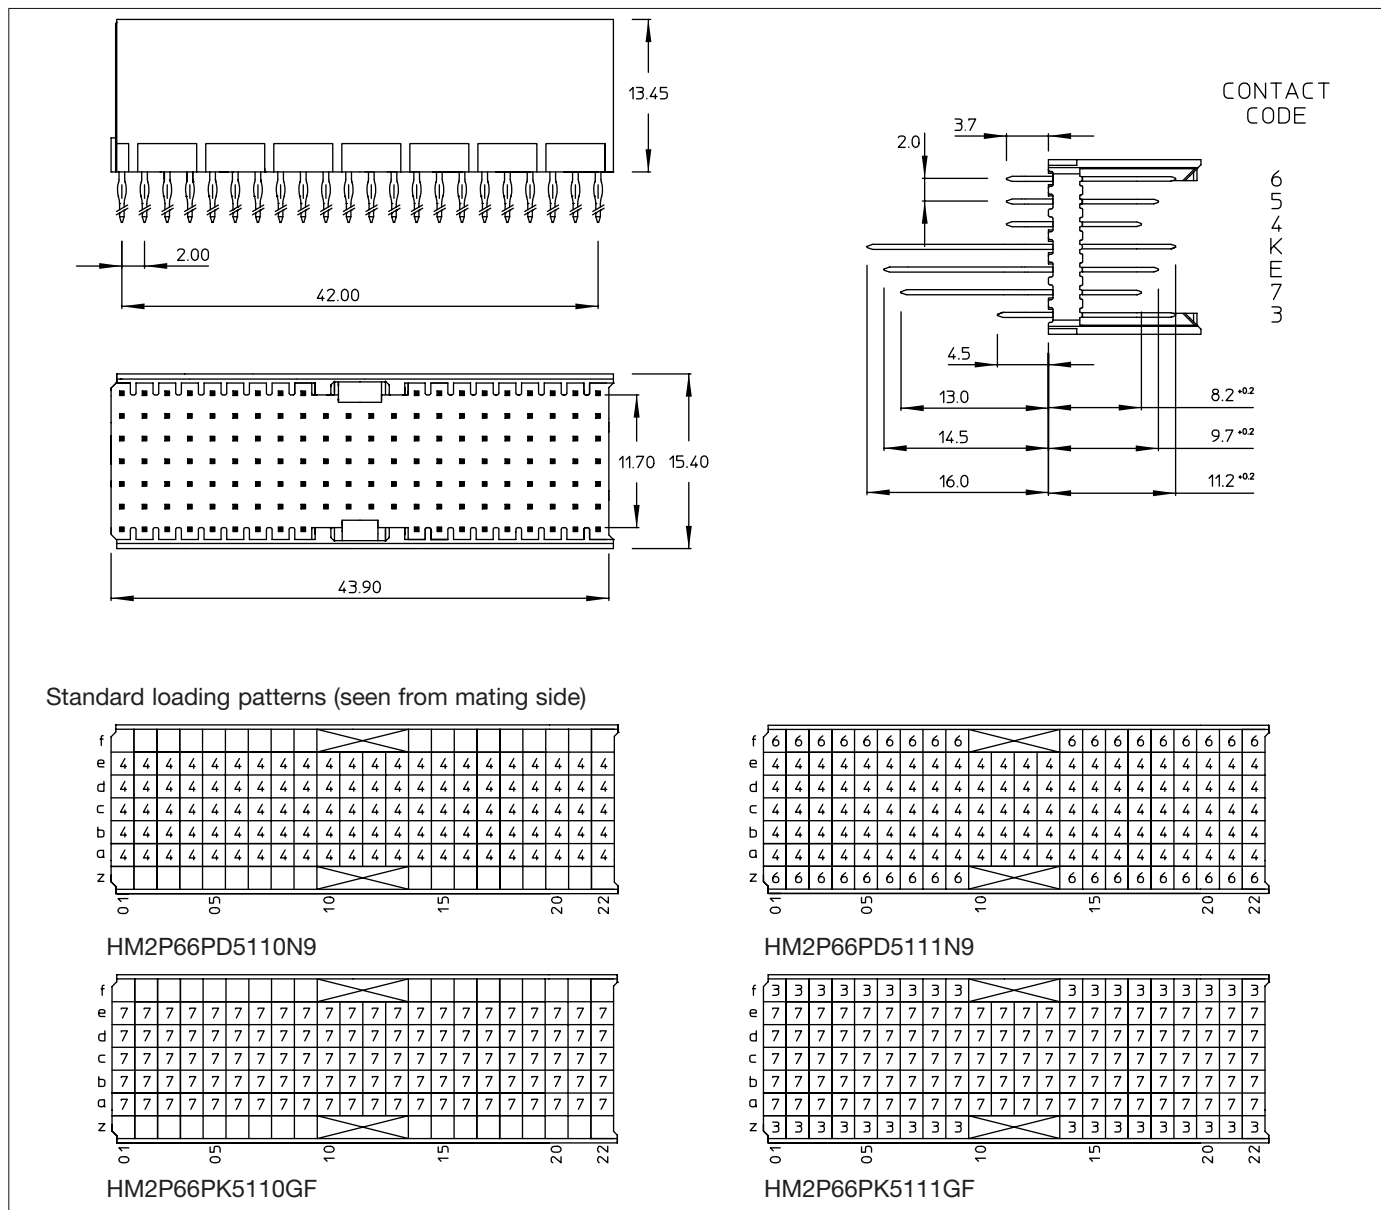 13.45
2.00
42.00
11.70
15.40
43.90
CONTACT
CODE
3.7
2.0
6
5
4
K
E
7
3
4.5
13.0
8.2 +0.2
14.5
9.7 +0.2
16.0
11.2 +0.2
Standard loading patterns (seen from mating side)
f
e 4 4 4 4 4 4 4 4 4 4 4 4 4 4 4 4 4 4 4 4 4 4
d 4 4 4 4 4 4 4 4 4 4 4 4 4 4 4 4 4 4 4 4 4 4
c 4 4 4 4 4 4 4 4 4 4 4 4 4 4 4 4 4 4 4 4 4 4
b 4 4 4 4 4 4 4 4 4 4 4 4 4 4 4 4 4 4 4 4 4 4
a 4 4 4 4 4 4 4 4 4 4 4 4 4 4 4 4 4 4 4 4 4 4
z
01 05 10 15 20 22
HM2P66PD5110N9
f 6 6 6 6 6 6 6 6 6 6 6 6 6 6 6 6 6 6
e 4 4 4 4 4 4 4 4 4 4 4 4 4 4 4 4 4 4 4 4 4 4
d 4 4 4 4 4 4 4 4 4 4 4 4 4 4 4 4 4 4 4 4 4 4
c 4 4 4 4 4 4 4 4 4 4 4 4 4 4 4 4 4 4 4 4 4 4
b 4 4 4 4 4 4 4 4 4 4 4 4 4 4 4 4 4 4 4 4 4 4
a 4 4 4 4 4 4 4 4 4 4 4 4 4 4 4 4 4 4 4 4 4 4
z 6 6 6 6 6 6 6 6 6 6 6 6 6 6 6 6 6 6
01 05 10 15 20 22
HM2P66PD5111N9
f
e 7 7 7 7 7 7 7 7 7 7 7 7 7 7 7 7 7 7 7 7 7 7
d 7 7 7 7 7 7 7 7 7 7 7 7 7 7 7 7 7 7 7 7 7 7
c 7 7 7 7 7 7 7 7 7 7 7 7 7 7 7 7 7 7 7 7 7 7
b 7 7 7 7 7 7 7 7 7 7 7 7 7 7 7 7 7 7 7 7 7 7
a 7 7 7 7 7 7 7 7 7 7 7 7 7 7 7 7 7 7 7 7 7 7
z
01 05 10 15 20 22
HM2P66PK5110GF
f 3 3 3 3 3 3 3 3 3 3 3 3 3 3 3 3 3 3
e 7 7 7 7 7 7 7 7 7 7 7 7 7 7 7 7 7 7 7 7 7 7
d 7 7 7 7 7 7 7 7 7 7 7 7 7 7 7 7 7 7 7 7 7 7
c 7 7 7 7 7 7 7 7 7 7 7 7 7 7 7 7 7 7 7 7 7 7
b 7 7 7 7 7 7 7 7 7 7 7 7 7 7 7 7 7 7 7 7 7 7
a 7 7 7 7 7 7 7 7 7 7 7 7 7 7 7 7 7 7 7 7 7 7
z 3 3 3 3 3 3 3 3 3 3 3 3 3 3 3 3 3 3
01 05 10 15 20 22
HM2P66PK5111GF